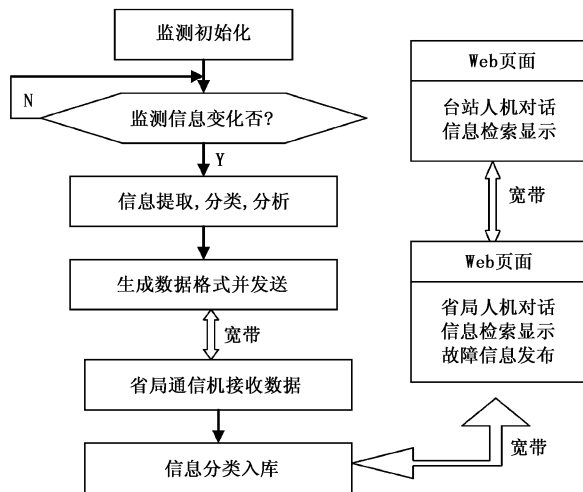 监测初始化
N
监测信息变化否?
Y
信息提取,分类,分析
生成数据格式并发送
宽带
省局通信机接收数据
信息分类入库
Web页面
台站人机对话
信息检索显示
宽带
Web页面
省局人机对话
信息检索显示
故障信息发布
宽带